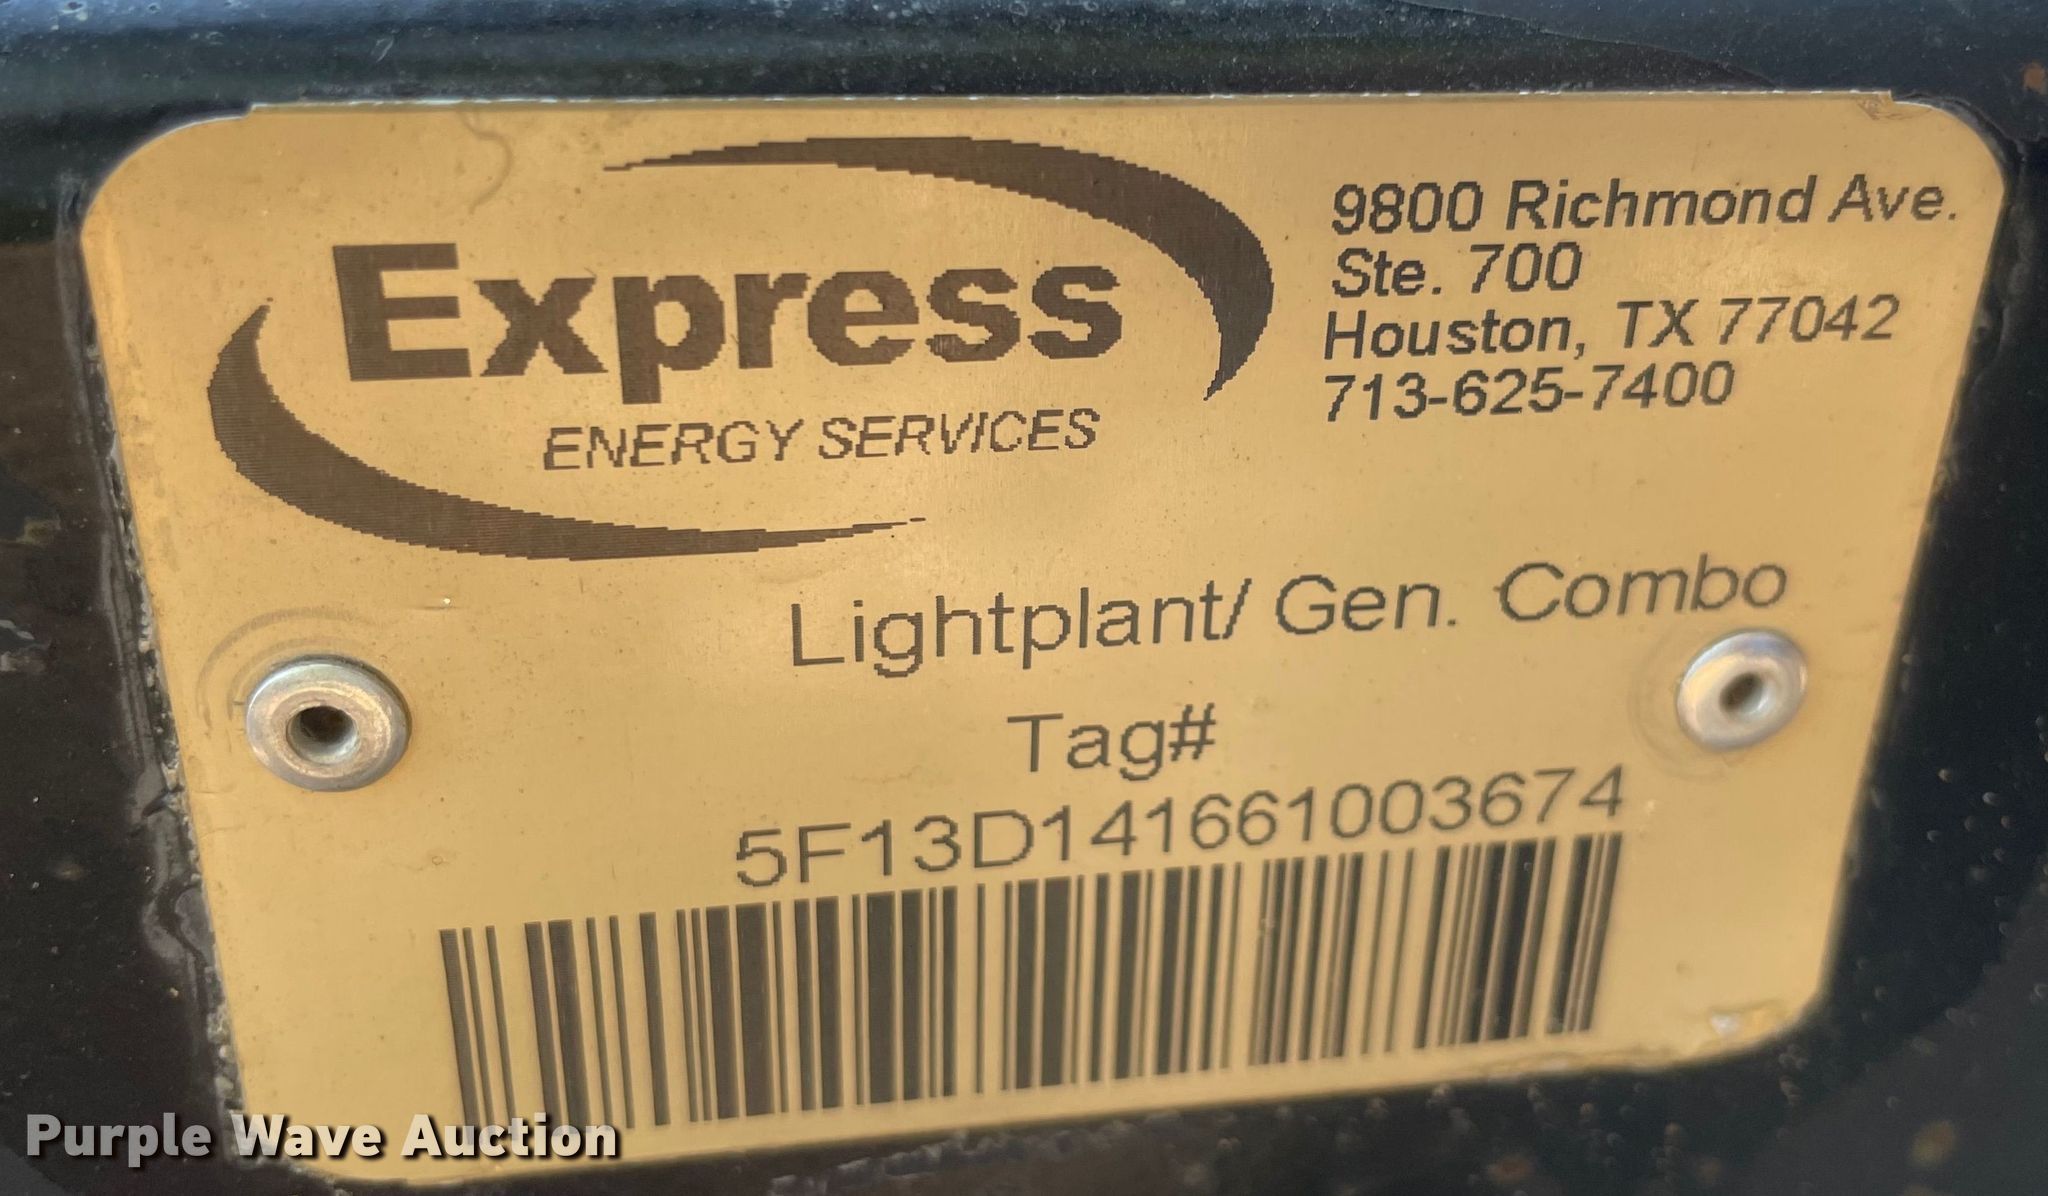 Express
ENERGY SERVICES
9800 Richmond Ave.
Ste. 700
Houston, TX 77042
713-625-7400
Lightplant/ Gen. Combo
Tag#
5F13D141661003674
Purple Wave Auction